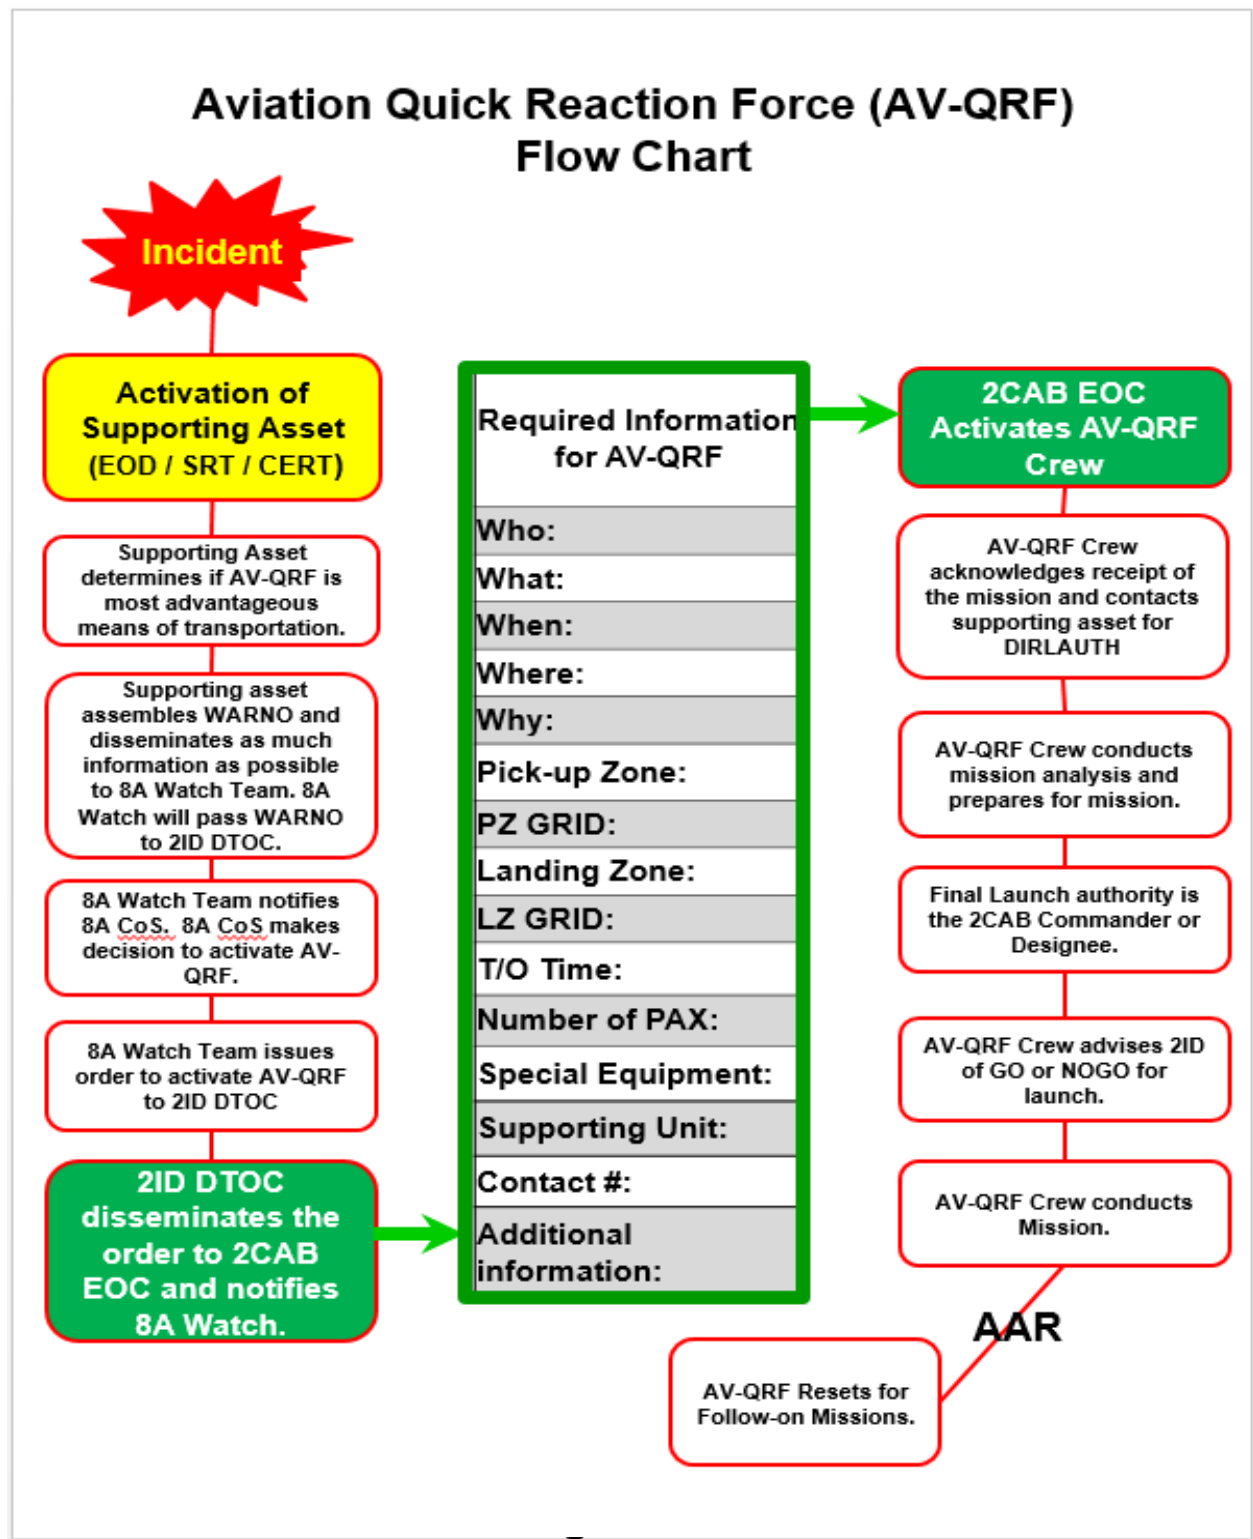 Aviation Quick Reaction Force (AV-QRF)
Flow Chart
Incident
Activation of
Supporting Asset
(EOD / SRT / CERT)
Supporting Asset
determines if AV-QRF is
most advantageous
means of transportation.
Supporting asset
assembles WARNO and
disseminates as much
information as possible
to 8A Watch Team. 8A
Watch will pass WARNO
to 2ID DTOC.
8A Watch Team notifies
8A CoS. 8A CoS makes
decision to activate AV-
QRF.
8A Watch Team issues
order to activate AV-QRF
to 2ID DTOC
2ID DTOC
disseminates the
order to 2CAB
EOC and notifies
8A Watch.
Required Information
for AV-QRF
Who:
What:
When:
Where:
Why:
Pick-up Zone:
PZ GRID:
Landing Zone:
LZ GRID:
T/O Time:
Number of PAX:
Special Equipment:
Supporting Unit:
Contact #:
Additional
information:
2CAB EOC
Activates AV-QRF
Crew
AV-QRF Crew
acknowledges receipt of
the mission and contacts
supporting asset for
DIRLAUTH
AV-QRF Crew conducts
mission analysis and
prepares for mission.
Final Launch authority is
the 2CAB Commander or
Designee.
AV-QRF Crew advises 2ID
of GO or NOGO for
launch.
AV-QRF Crew conducts
Mission.
AAR
AV-QRF Resets for
Follow-on Missions.